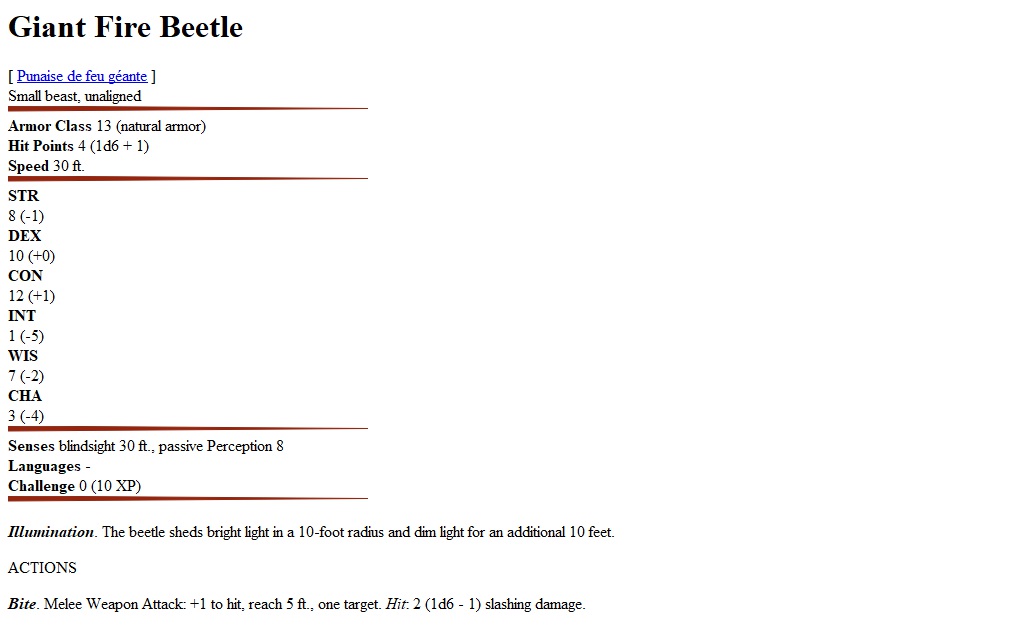 Giant Fire Beetle
[ Punaise de feu géante ]
Small beast, unaligned
Armor Class 13 (natural armor)
Hit Points 4 (1d6 + 1)
Speed 30 ft.
STR
8 (-1)
DEX
10 (+0)
CON
12 (+1)
INT
1 (-5)
WIS
7 (-2)
CHA
3 (-4)
Senses blindsight 30 ft., passive Perception 8
Languages -
Challenge 0 (10 XP)
Illumination. The beetle sheds bright light in a 10-foot radius and dim light for an additional 10 feet.
ACTIONS
Bite. Melee Weapon Attack: +1 to hit, reach 5 ft., one target. Hit: 2 (1d6 - 1) slashing damage.